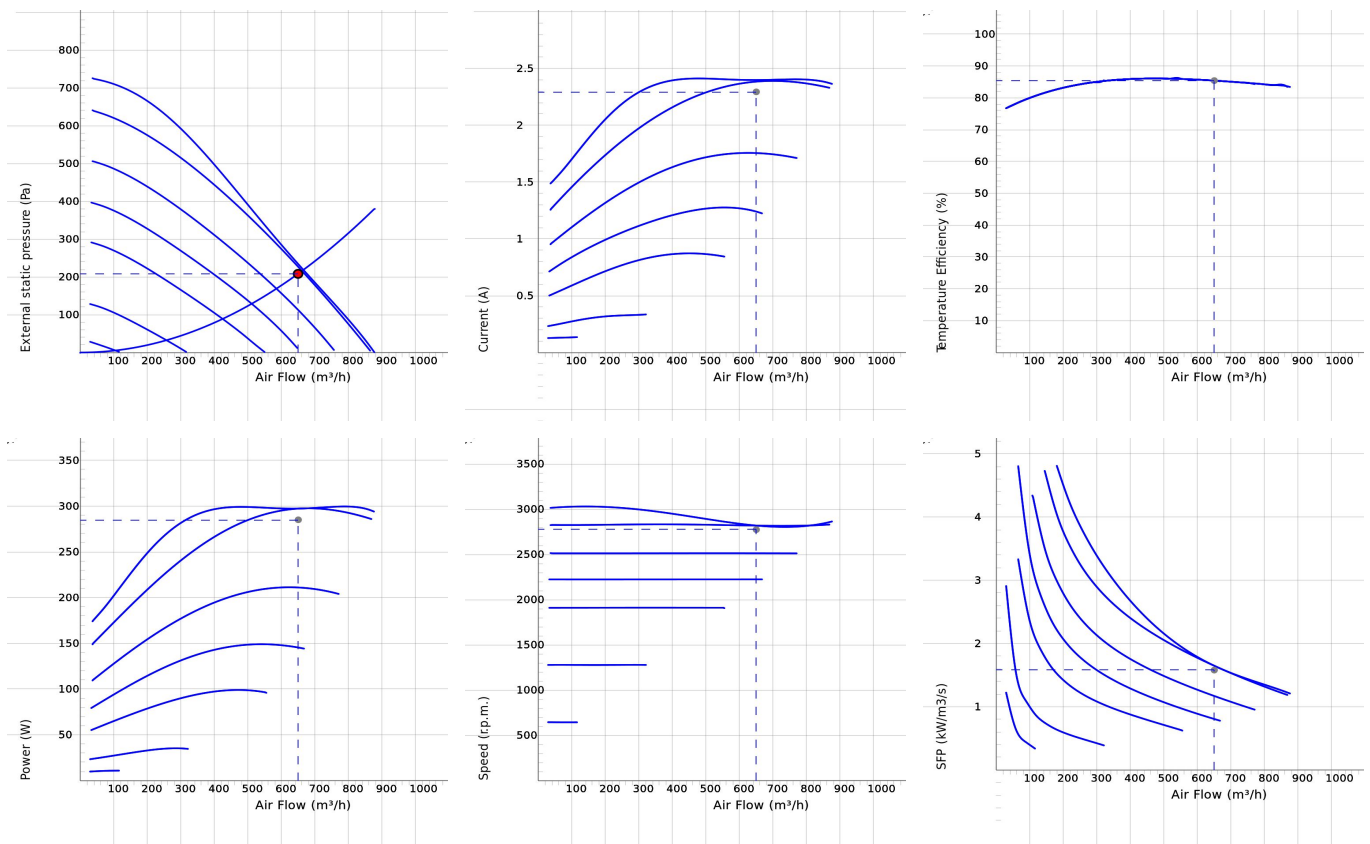 External static pressure (Pa)
800
700
600
500
400
300
200
100
100 200 300 400 500 600 700 800 900 1000
Air Flow (m³/h)
Current (A)
2.5
2
1.5
1
0.5
100 200 300 400 500 600 700 800 900 1000
Air Flow (m³/h)
Temperature Efficiency (%)
100
90
80
70
60
50
40
30
20
10
100 200 300 400 500 600 700 800 900 1000
Air Flow (m³/h)
Power (W)
350
300
250
200
150
100
50
100 200 300 400 500 600 700 800 900 1000
Air Flow (m³/h)
Speed (r.p.m.)
3500
3000
2500
2000
1500
1000
500
100 200 300 400 500 600 700 800 900 1000
Air Flow (m³/h)
SFP (kW/m3/s)
5
4
3
2
1
100 200 300 400 500 600 700 800 900 1000
Air Flow (m³/h)